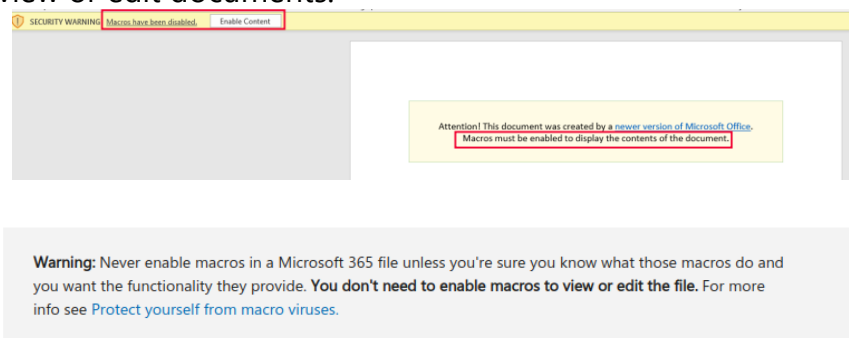 view or edit documents.
SECURITY WARNING Macros have been disabled. Enable Content
Attention! This document was created by a newer version of Microsoft Office.
Macros must be enabled to display the contents of the document.
Warning: Never enable macros in a Microsoft 365 file unless you're sure you know what those macros do and
you want the functionality they provide. You don't need to enable macros to view or edit the file. For more
info see Protect yourself from macro viruses.